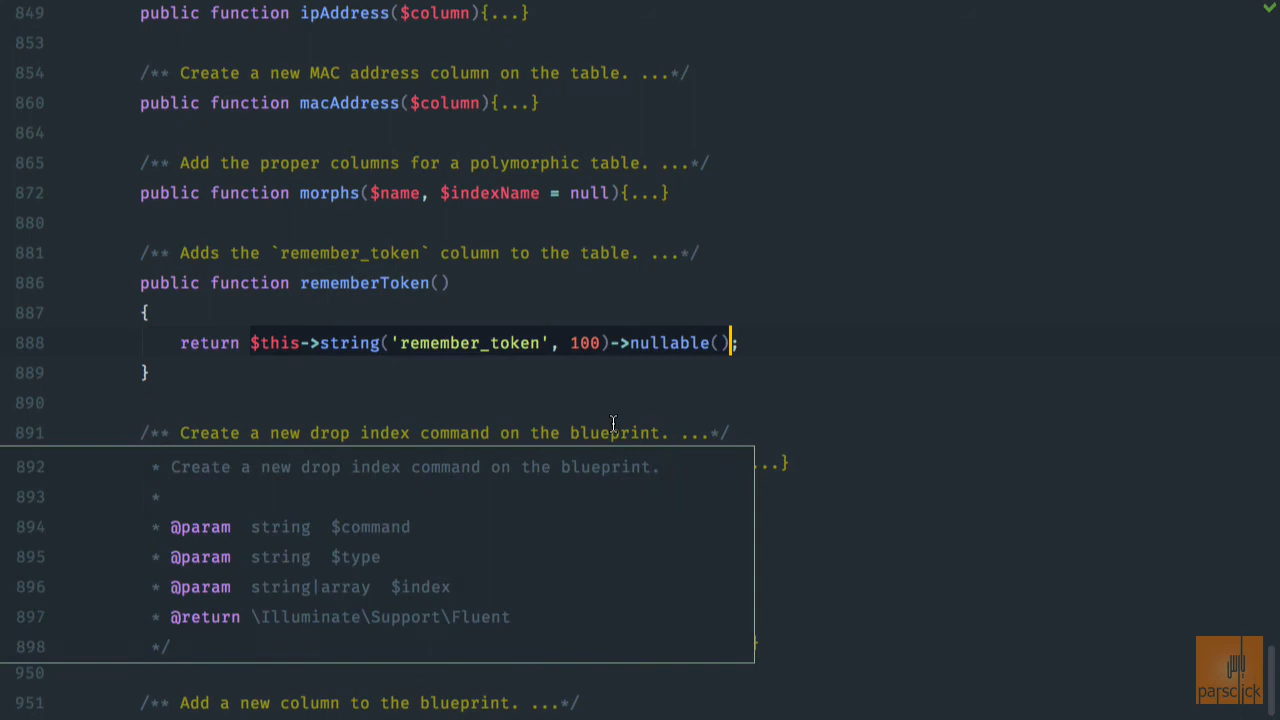 849 public function ipAddress($column){...}
853
854 /** Create a new MAC address column on the table. ...*/
860 public function macAddress($column){...}
864
865 /** Add the proper columns for a polymorphic table. ...*/
872 public function morphs($name, $indexName = null){...}
880
881 /** Adds the `remember_token` column to the table. ...*/
886 public function rememberToken()
887 {
888 return $this->string('remember_token', 100)->nullable();
889 }
890
891 /** Create a new drop index command on the blueprint. ...*/
...}
892 * Create a new drop index command on the blueprint.
893 *
894 * @param string $command
895 * @param string $type
896 * @param string|array $index
897 * @return \Illuminate\Support\Fluent
898 */
}
950
951 /** Add a new column to the blueprint. ...*/
parsclick